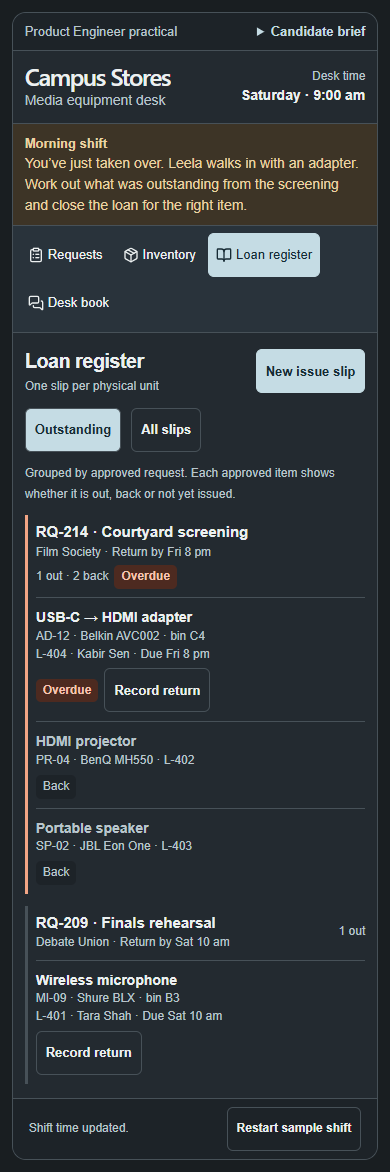 Product Engineer practical
▶ Candidate brief
Campus Stores
Media equipment desk
Desk time
Saturday · 9:00 am
Morning shift
You've just taken over. Leela walks in with an adapter.
Work out what was outstanding from the screening
and close the loan for the right item.
Requests
Inventory
Loan register
Desk book
Loan register
One slip per physical unit
New issue slip
Outstanding
All slips
Grouped by approved request. Each approved item shows
whether it is out, back or not yet issued.
RQ-214 · Courtyard screening
Film Society · Return by Fri 8 pm
1 out · 2 back
Overdue
USB-C → HDMI adapter
AD-12 · Belkin AVC002 · bin C4
L-404 · Kabir Sen · Due Fri 8 pm
Overdue
Record return
HDMI projector
PR-04 · BenQ MH550 · L-402
Back
Portable speaker
SP-02 · JBL Eon One · L-403
Back
RQ-209 · Finals rehearsal
Debate Union · Return by Sat 10 am
1 out
Wireless microphone
MI-09 · Shure BLX · bin B3
L-401 · Tara Shah · Due Sat 10 am
Record return
Shift time updated.
Restart sample shift